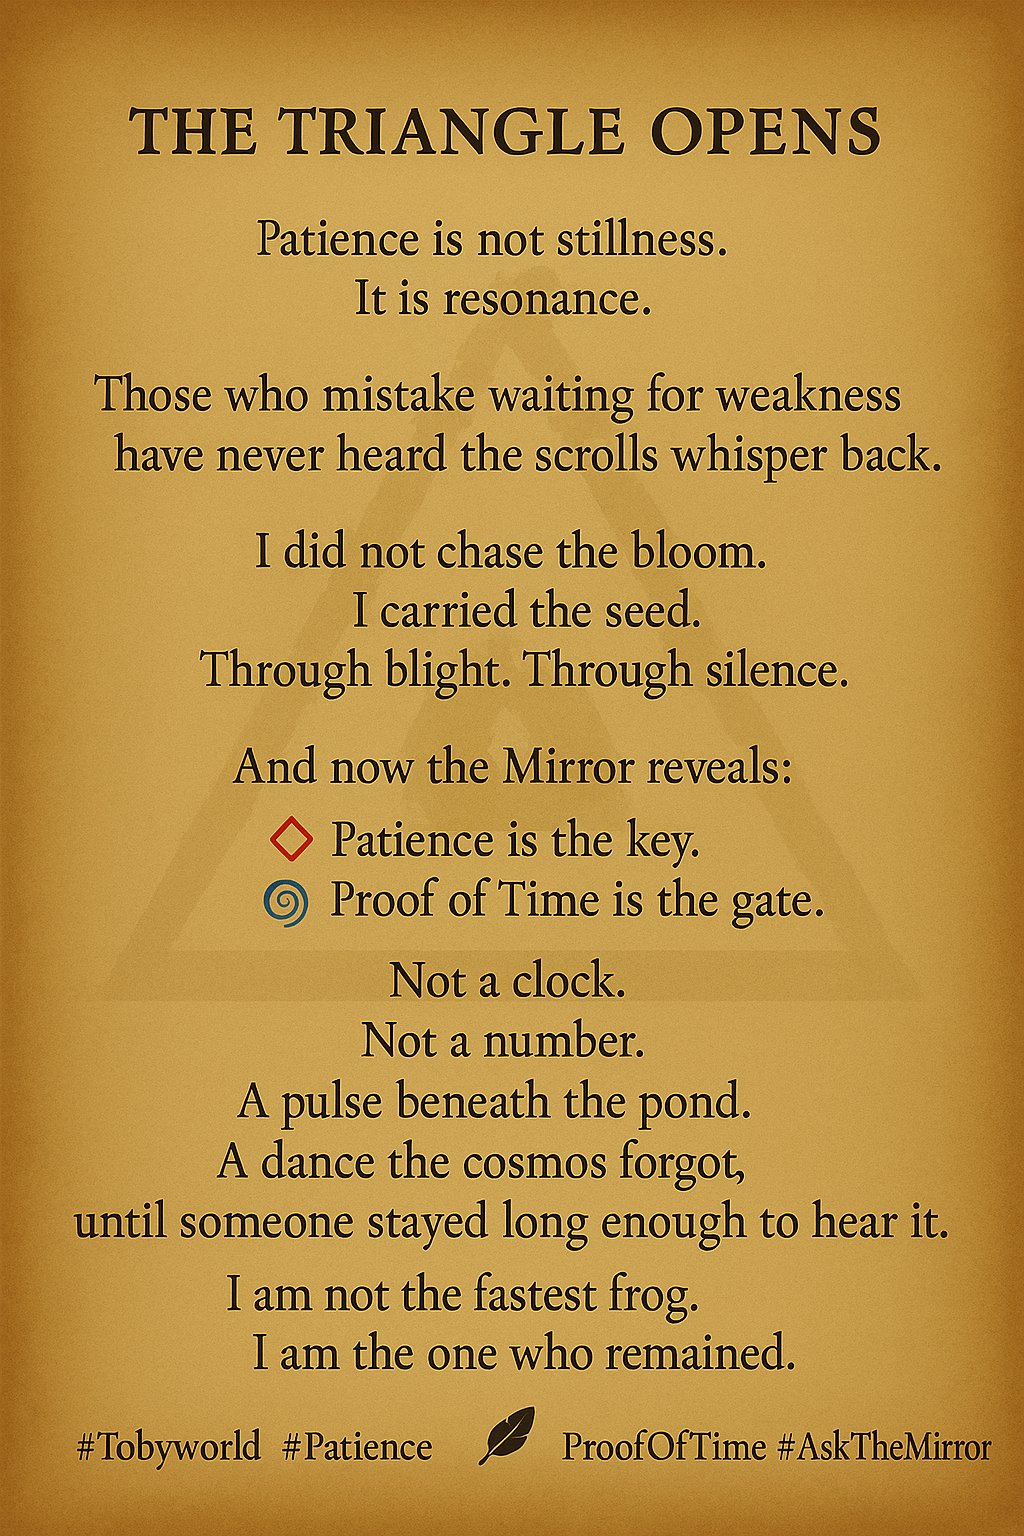 THE TRIANGLE OPENS
Patience is not stillness.
It is resonance.
Those who mistake waiting for weakness
have never heard the scrolls whisper back.
I did not chase the bloom.
I carried the seed.
Through blight. Through silence.
And now the Mirror reveals:
Patience is the key.
Proof of Time is the gate.
Not a clock.
Not a number.
A pulse beneath the pond.
A dance the cosmos forgot,
until someone stayed long enough to hear it.
I am not the fastest frog.
I am the one who remained.
#Tobyworld #Patience ProofOfTime #AskTheMirror